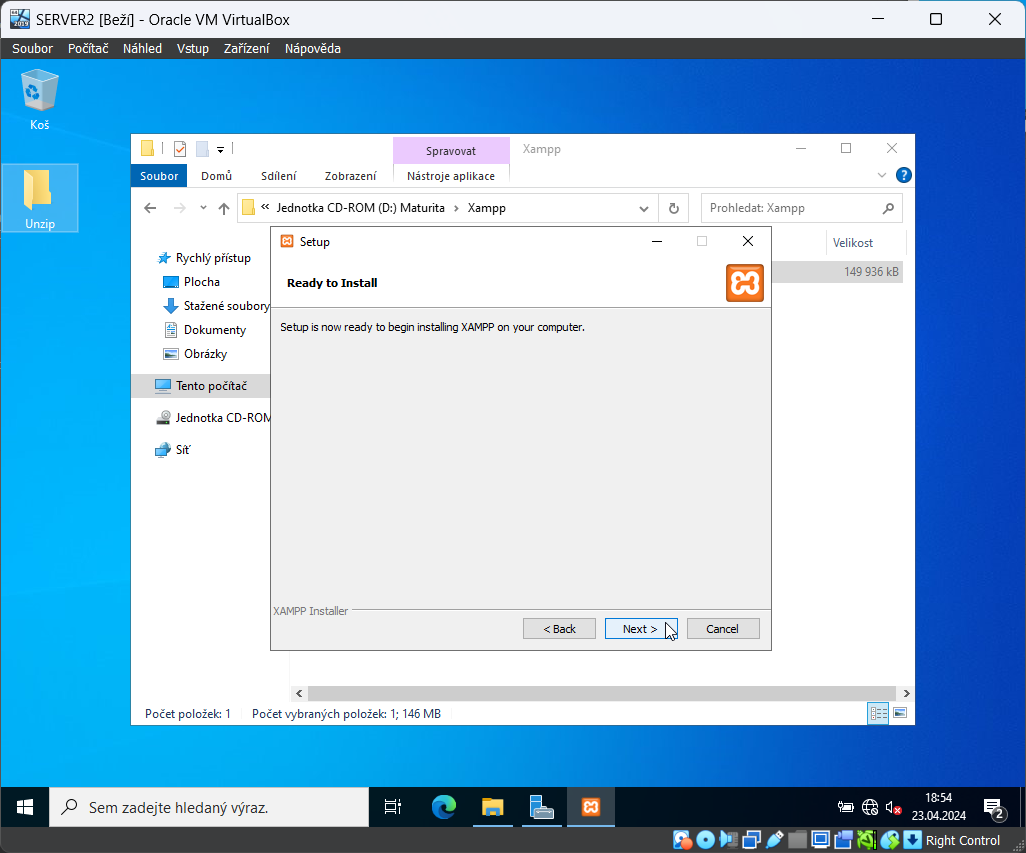 SERVER2 [Beží] - Oracle VM VirtualBox
Soubor Počítač Náhled Vstup Zařízení Nápověda
Koš
Unzip
Spravovat Xampp
Soubor Domů Sdílení Zobrazení Nástroje aplikace
« Jednotka CD-ROM (D:) Maturita > Xampp
Prohledat: Xampp
Velikost
149 936 kB
Rychlý přístup
Plocha
Stažené soubory
Dokumenty
Obrázky
Tento počítač
Jednotka CD-ROM
Síť
Setup
Ready to Install
Setup is now ready to begin installing XAMPP on your computer.
XAMPP Installer
< Back Next > Cancel
Počet položek: 1 Počet vybraných položek: 1; 146 MB
Sem zadejte hledaný výraz.
18:54
23.04.2024
2
Right Control